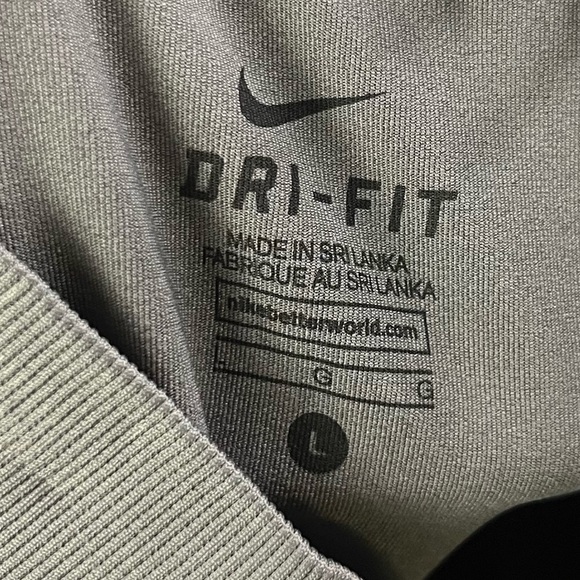 DRI-FIT
MADE IN SRI LANKA
FABRIQUE AU SRI LANKA
nikebetterworld.com
G G
L